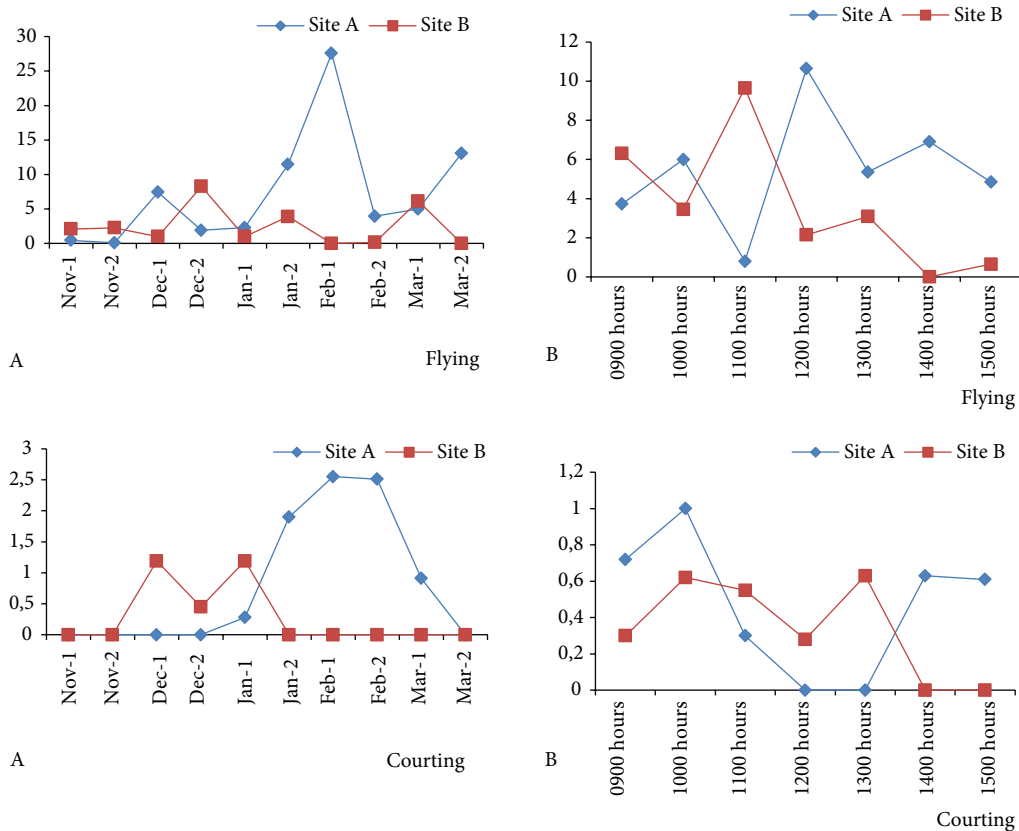 Site A Site B
30
25
20
15
10
5
0
Nov-1
Nov-2
Dec-1
Dec-2
Jan-1
Jan-2
Feb-1
Feb-2
Mar-1
Mar-2
A Flying
Site A Site B
12
10
8
6
4
2
0
0900 hours
1000 hours
1100 hours
1200 hours
1300 hours
1400 hours
1500 hours
B
Flying
Site A Site B
3
2,5
2
1,5
1
0,5
0
Nov-1
Nov-2
Dec-1
Dec-2
Jan-1
Jan-2
Feb-1
Feb-2
Mar-1
Mar-2
A Courting
Site A Site B
1,2
1
0,8
0,6
0,4
0,2
0
0900 hours
1000 hours
1100 hours
1200 hours
1300 hours
1400 hours
1500 hours
B
Courting